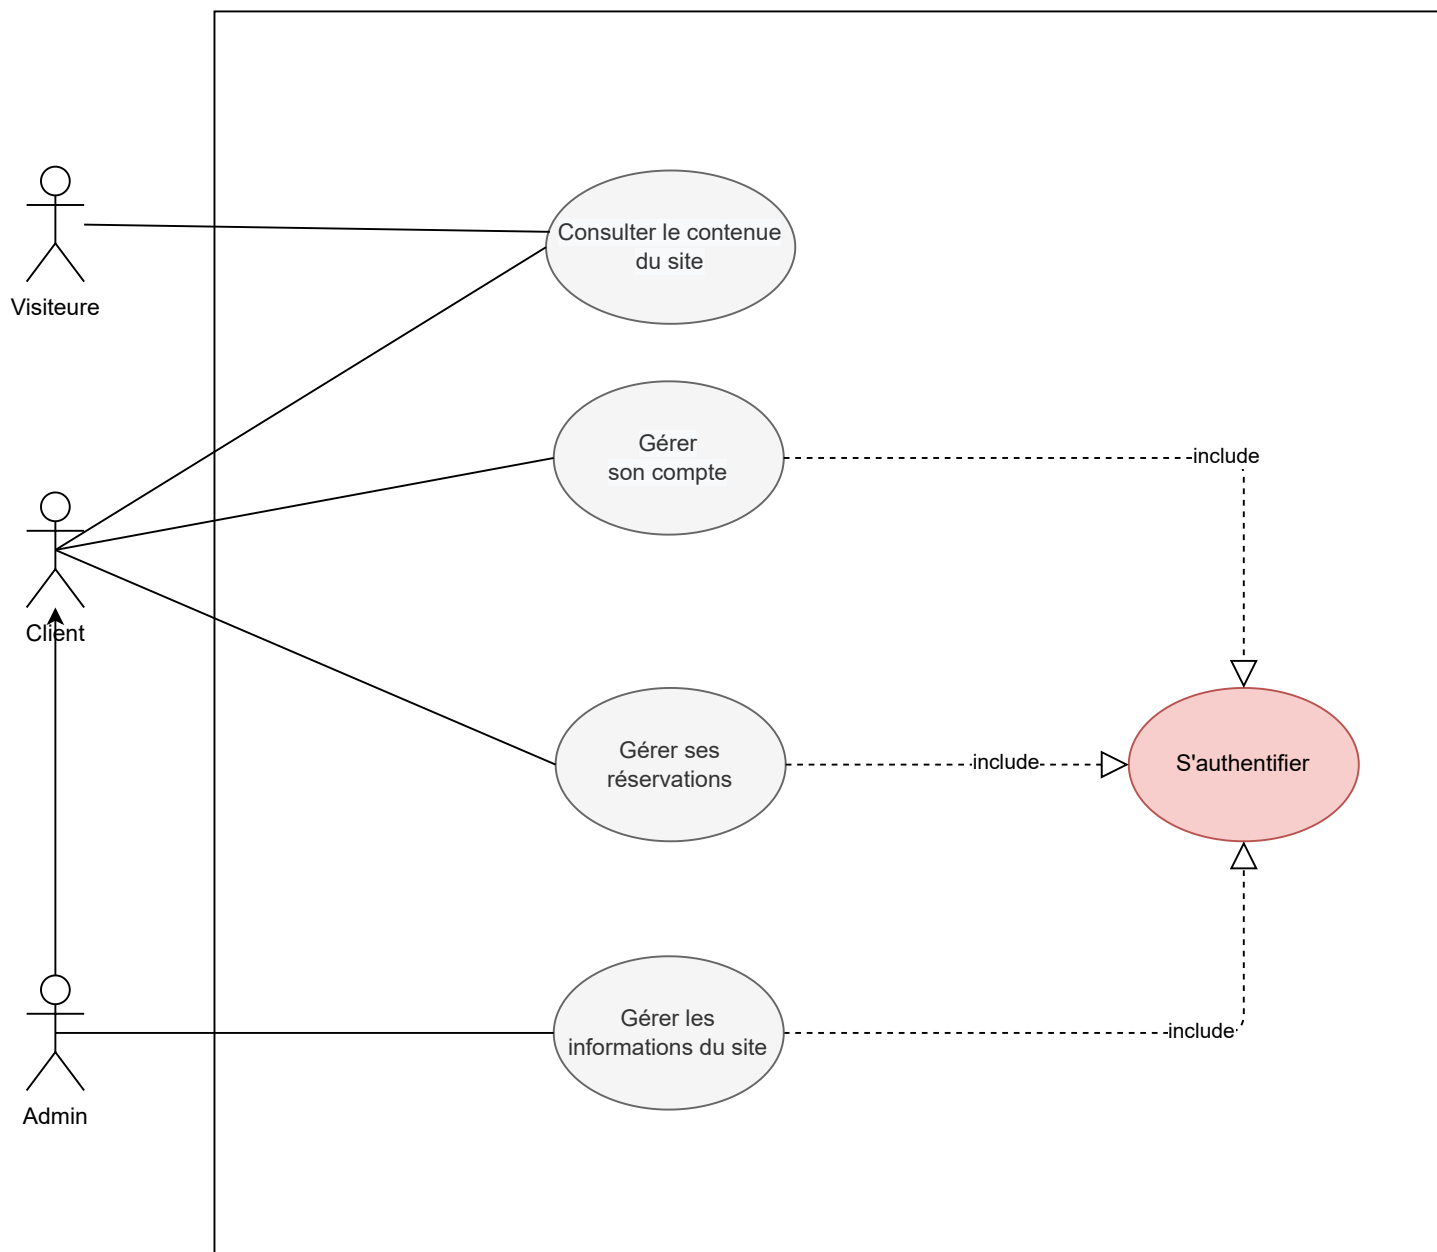 Visiteure
Consulter le contenue
du site
Gérer
son compte
include
Client
Gérer ses
réservations
include
S'authentifier
Gérer les
informations du site
include
Admin